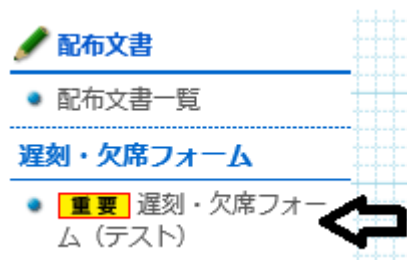 配布文書
配布文書一覧
遅刻・欠席フォーム
重要 遅刻・欠席フォー
ム（テスト）